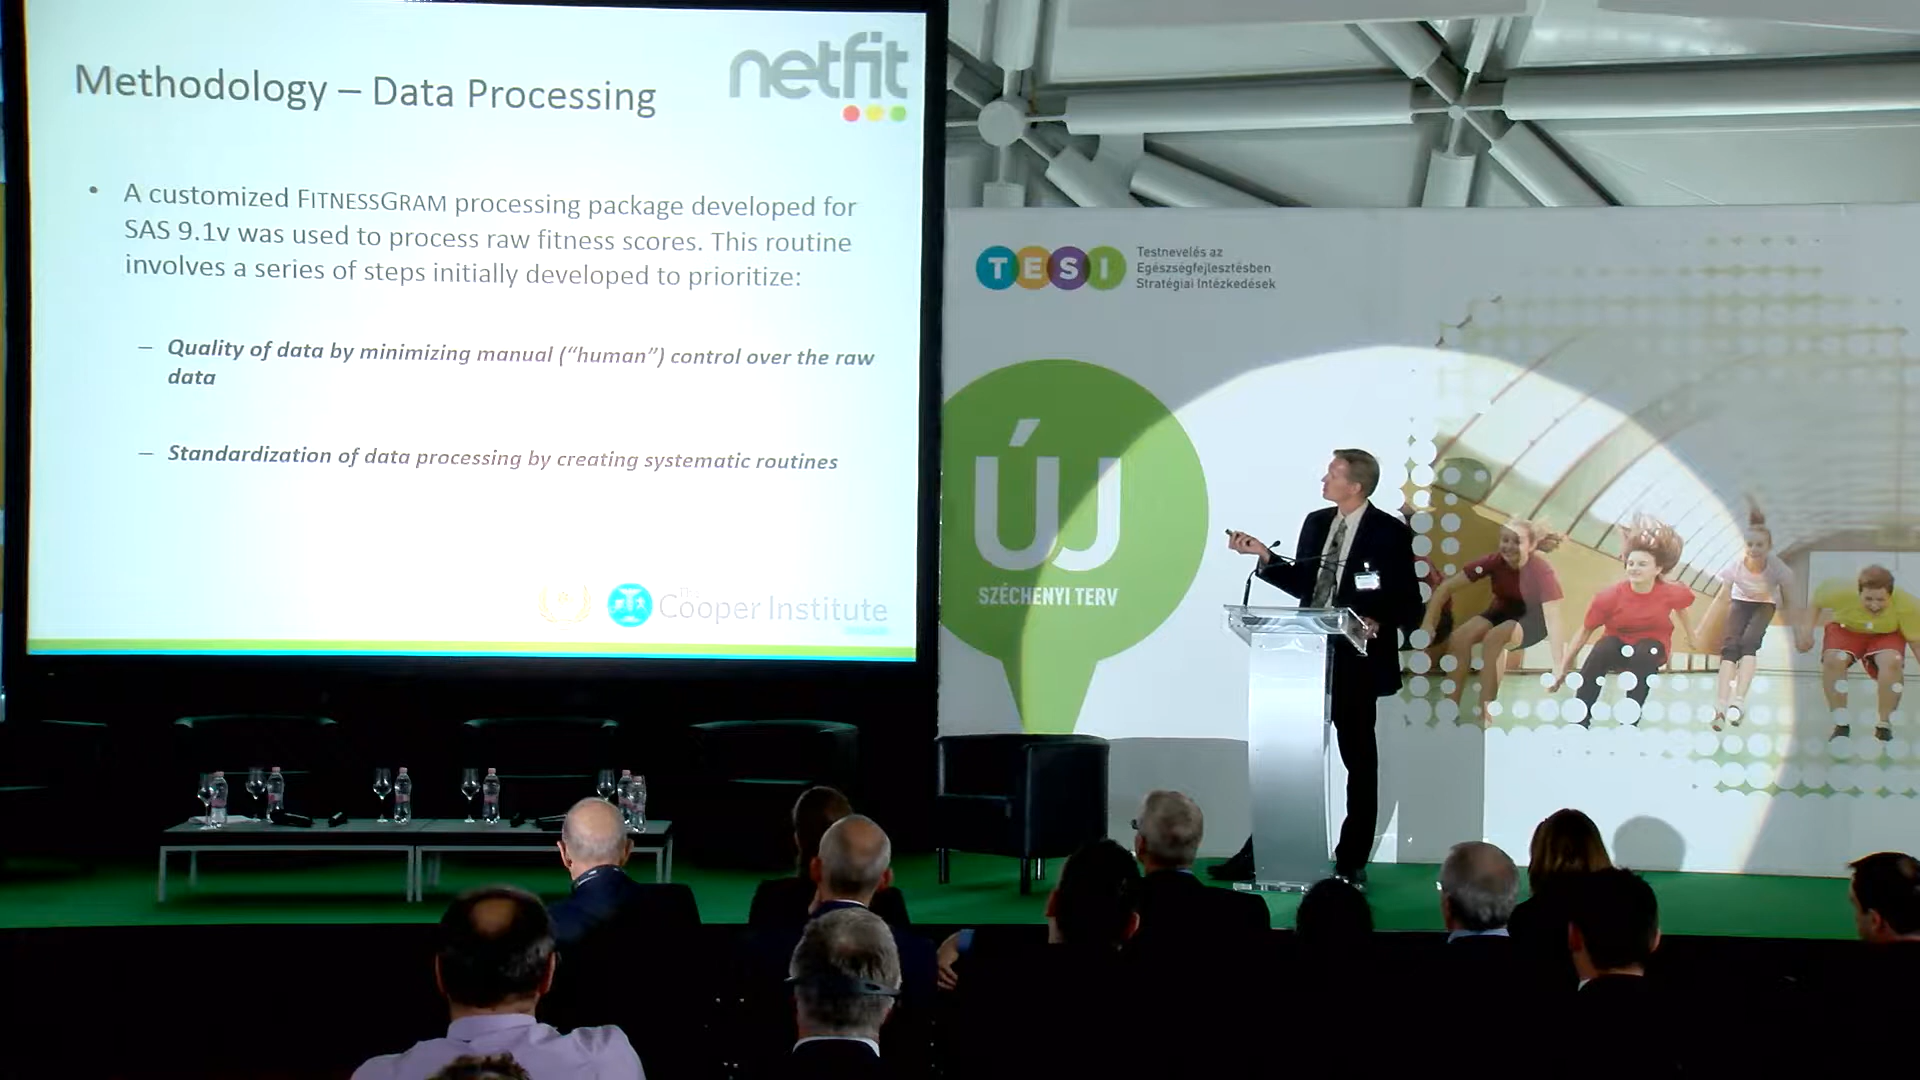 netfit
Methodology – Data Processing
• A customized FITNESSGRAM processing package developed for
SAS 9.1v was used to process raw fitness scores. This routine
involves a series of steps initially developed to prioritize:
– Quality of data by minimizing manual (“human”) control over the raw
data
– Standardization of data processing by creating systematic routines
The
Cooper Institute
TESI
Testnevelés az
Egészségfejlesztésben
Stratégiai Intézkedések
ÚJ
SZÉCHENYI TERV